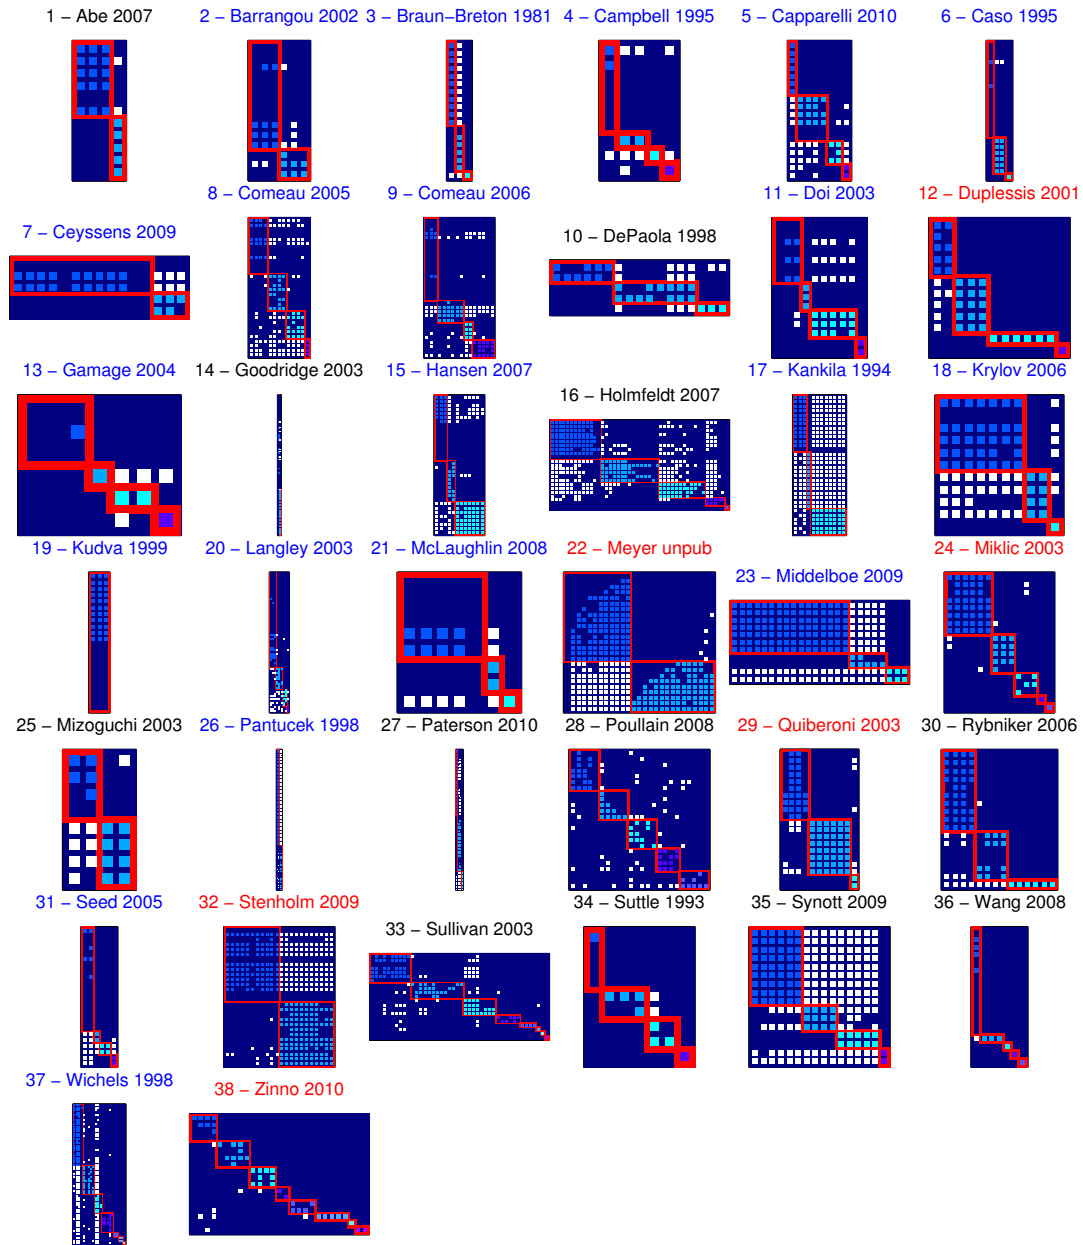 1 − Abe 2007
2 − Barrangou 2002
3 − Braun−Breton 1981
4 − Campbell 1995
5 − Capparelli 2010
6 − Caso 1995
7 − Ceyssens 2009
8 − Comeau 2005
9 − Comeau 2006
10 − DePaola 1998
11 − Doi 2003
12 − Duplessis 2001
13 − Gamage 2004
14 − Goodridge 2003
15 − Hansen 2007
16 − Holmfeldt 2007
17 − Kankila 1994
18 − Krylov 2006
19 − Kudva 1999
20 − Langley 2003
21 − McLaughlin 2008
22 − Meyer unpub
23 − Middelboe 2009
24 − Miklic 2003
25 − Mizoguchi 2003
26 − Pantucek 1998
27 − Paterson 2010
28 − Poullain 2008
29 − Quiberoni 2003
30 − Rybniker 2006
31 − Seed 2005
32 − Stenholm 2009
33 − Sullivan 2003
34 − Suttle 1993
35 − Synott 2009
36 − Wang 2008
37 − Wichels 1998
38 − Zinno 2010